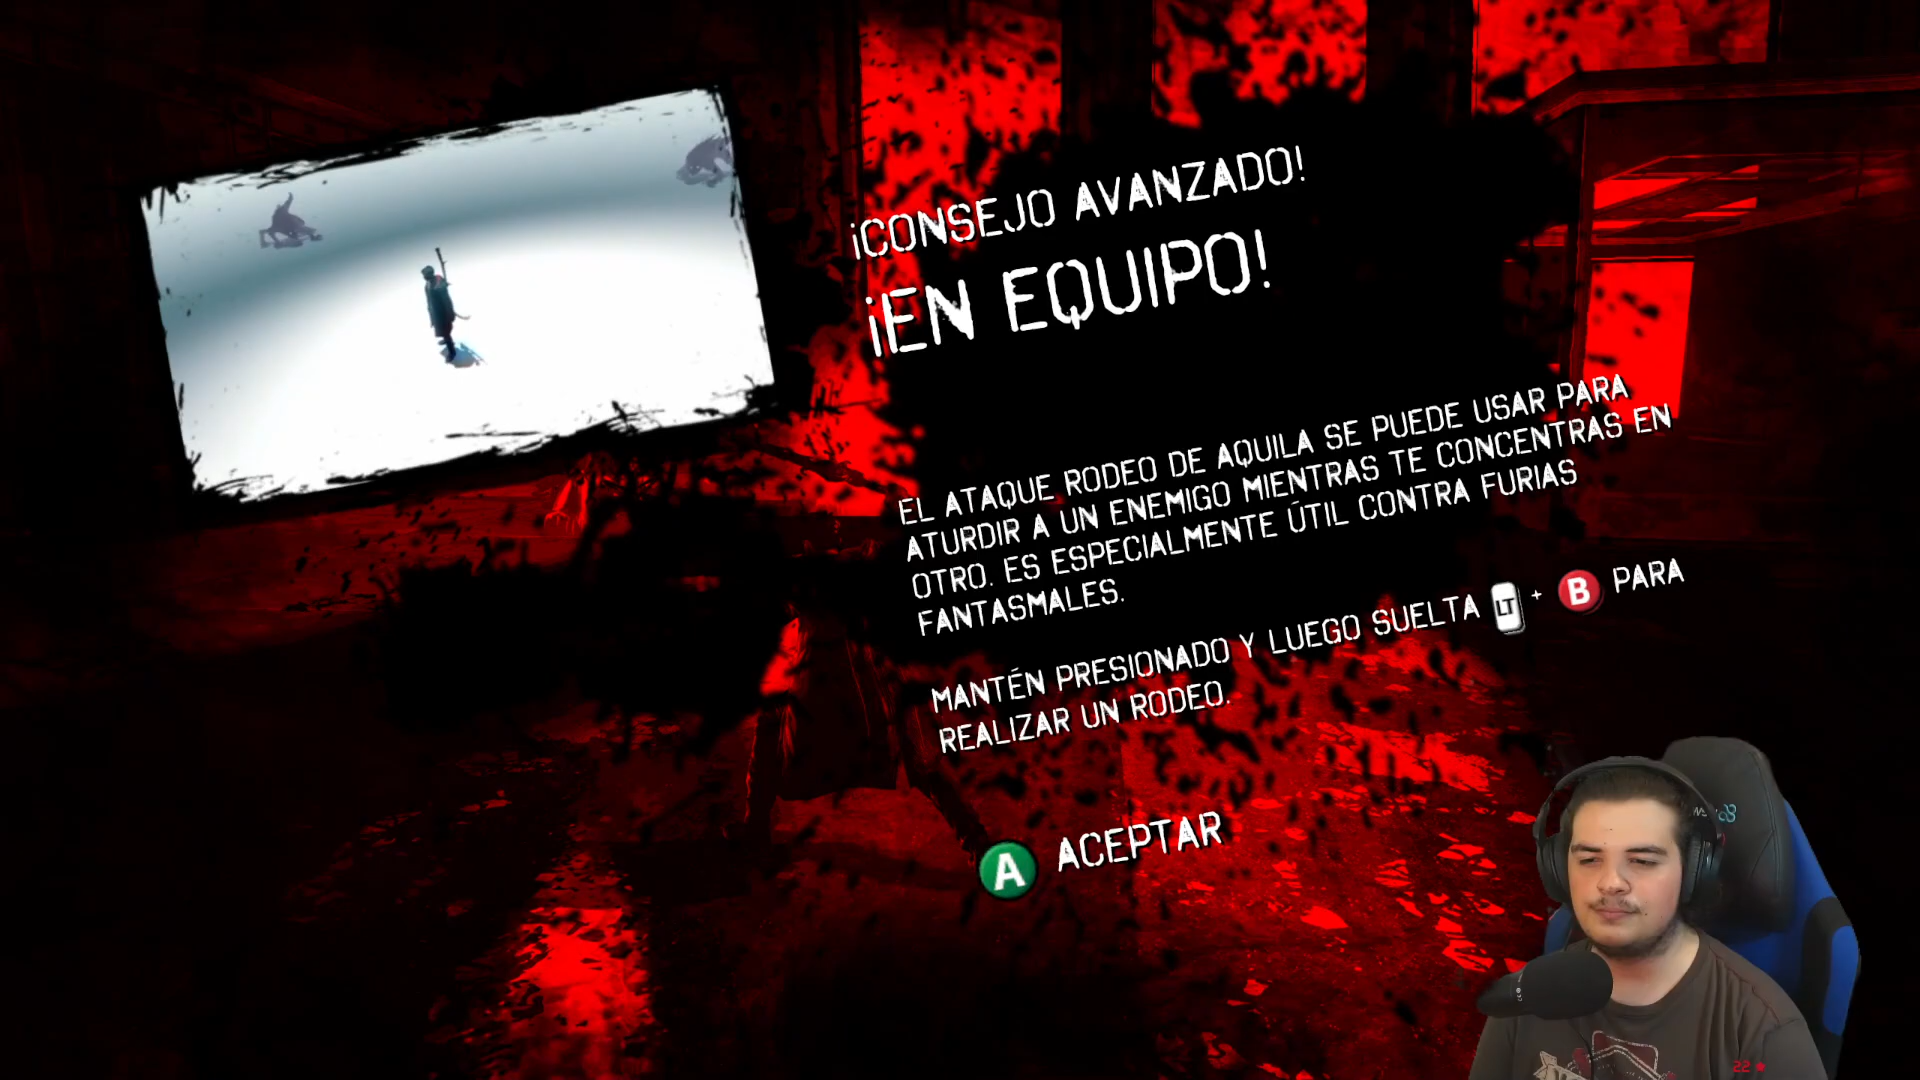 ¡CONSEJO AVANZADO!
¡EN EQUIPO!
EL ATAQUE RODEO DE AQUILA SE PUEDE USAR PARA
ATURDIR A UN ENEMIGO MIENTRAS TE CONCENTRAS EN
OTRO. ES ESPECIALMENTE ÚTIL CONTRA FURIAS
FANTASMALES.
MANTÉN PRESIONADO Y LUEGO SUELTA LT + B PARA
REALIZAR UN RODEO.
A ACEPTAR
22